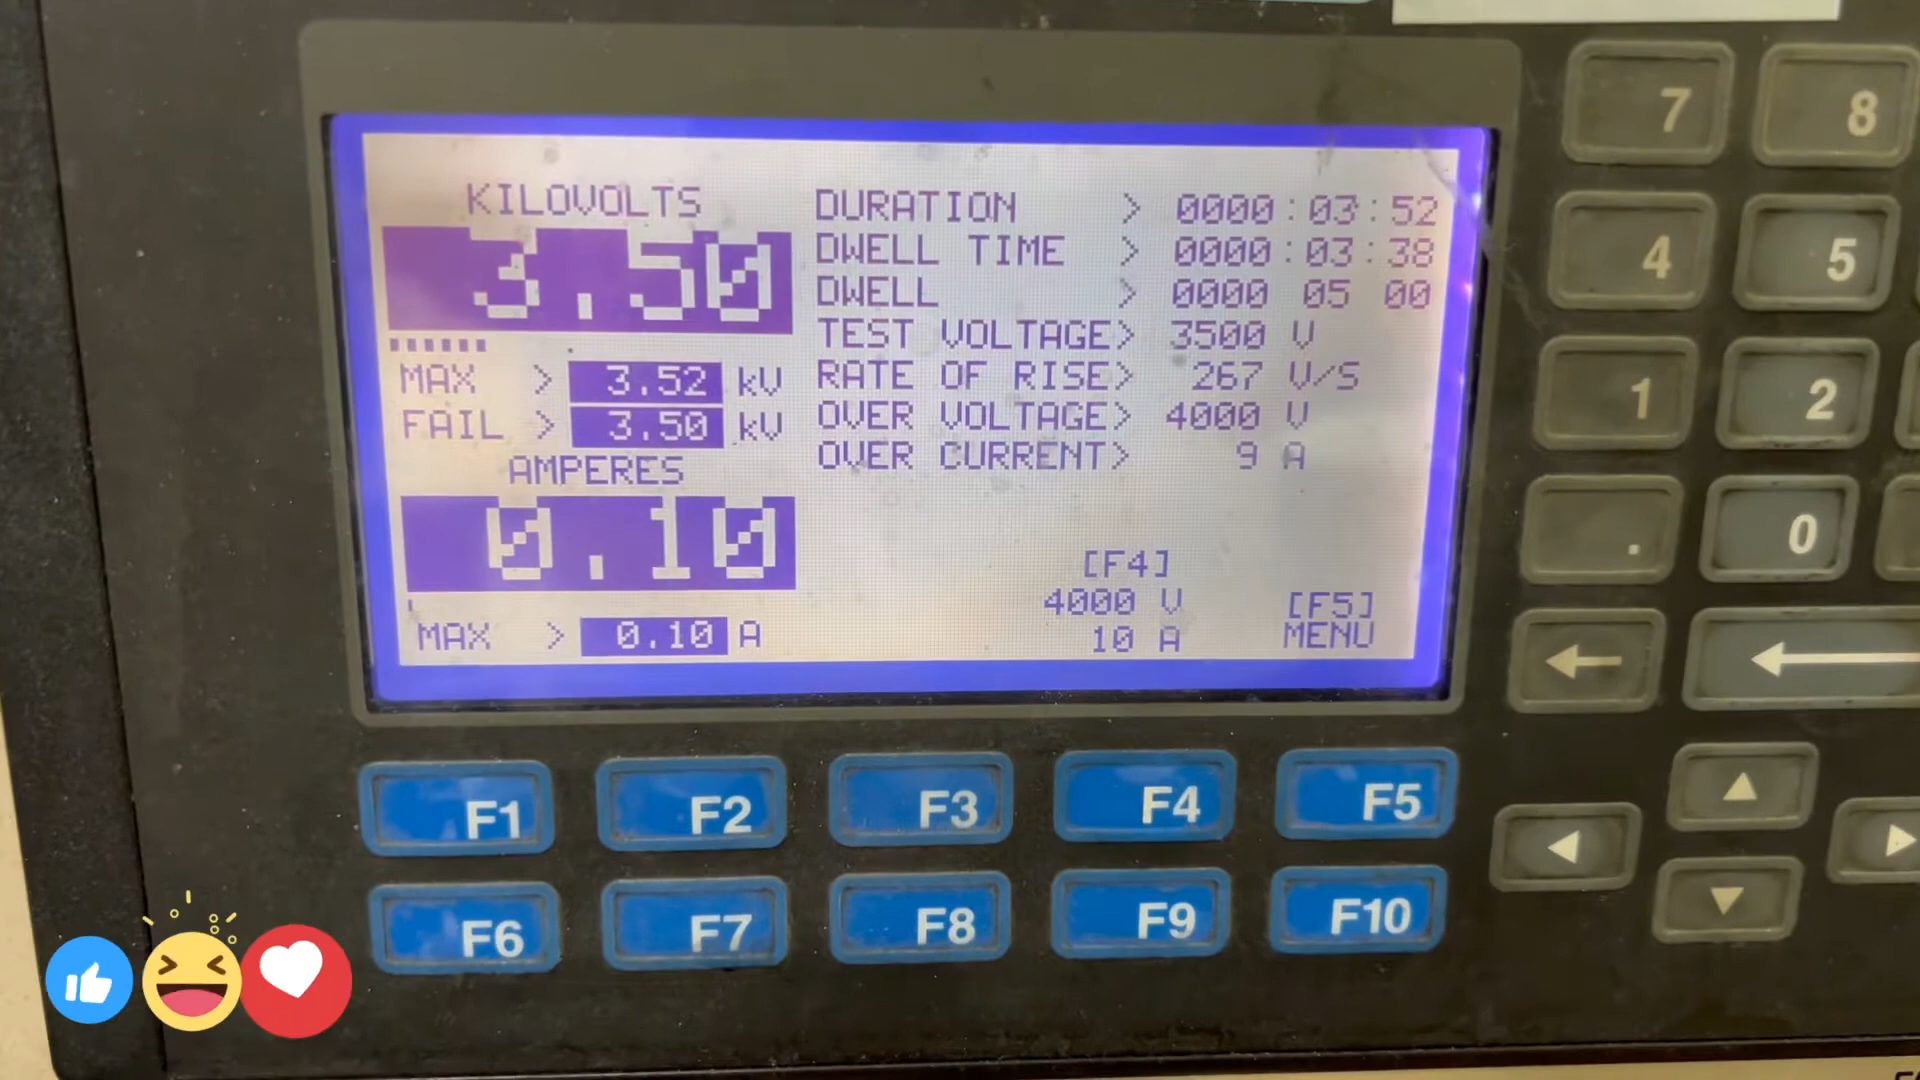 KILOVOLTS
3.50
MAX > 3.52 kV
FAIL > 3.50 kV
AMPERES
0.10
MAX > 0.10 A
DURATION > 0000:03:52
DWELL TIME > 0000:03:38
DWELL > 0000 05 00
TEST VOLTAGE> 3500 V
RATE OF RISE> 267 V/S
OVER VOLTAGE> 4000 V
OVER CURRENT> 9 A
[F4]
4000 V
10 A
[F5]
MENU
7 8
4 5
1 2
. 0
F1 F2 F3 F4 F5
F6 F7 F8 F9 F10